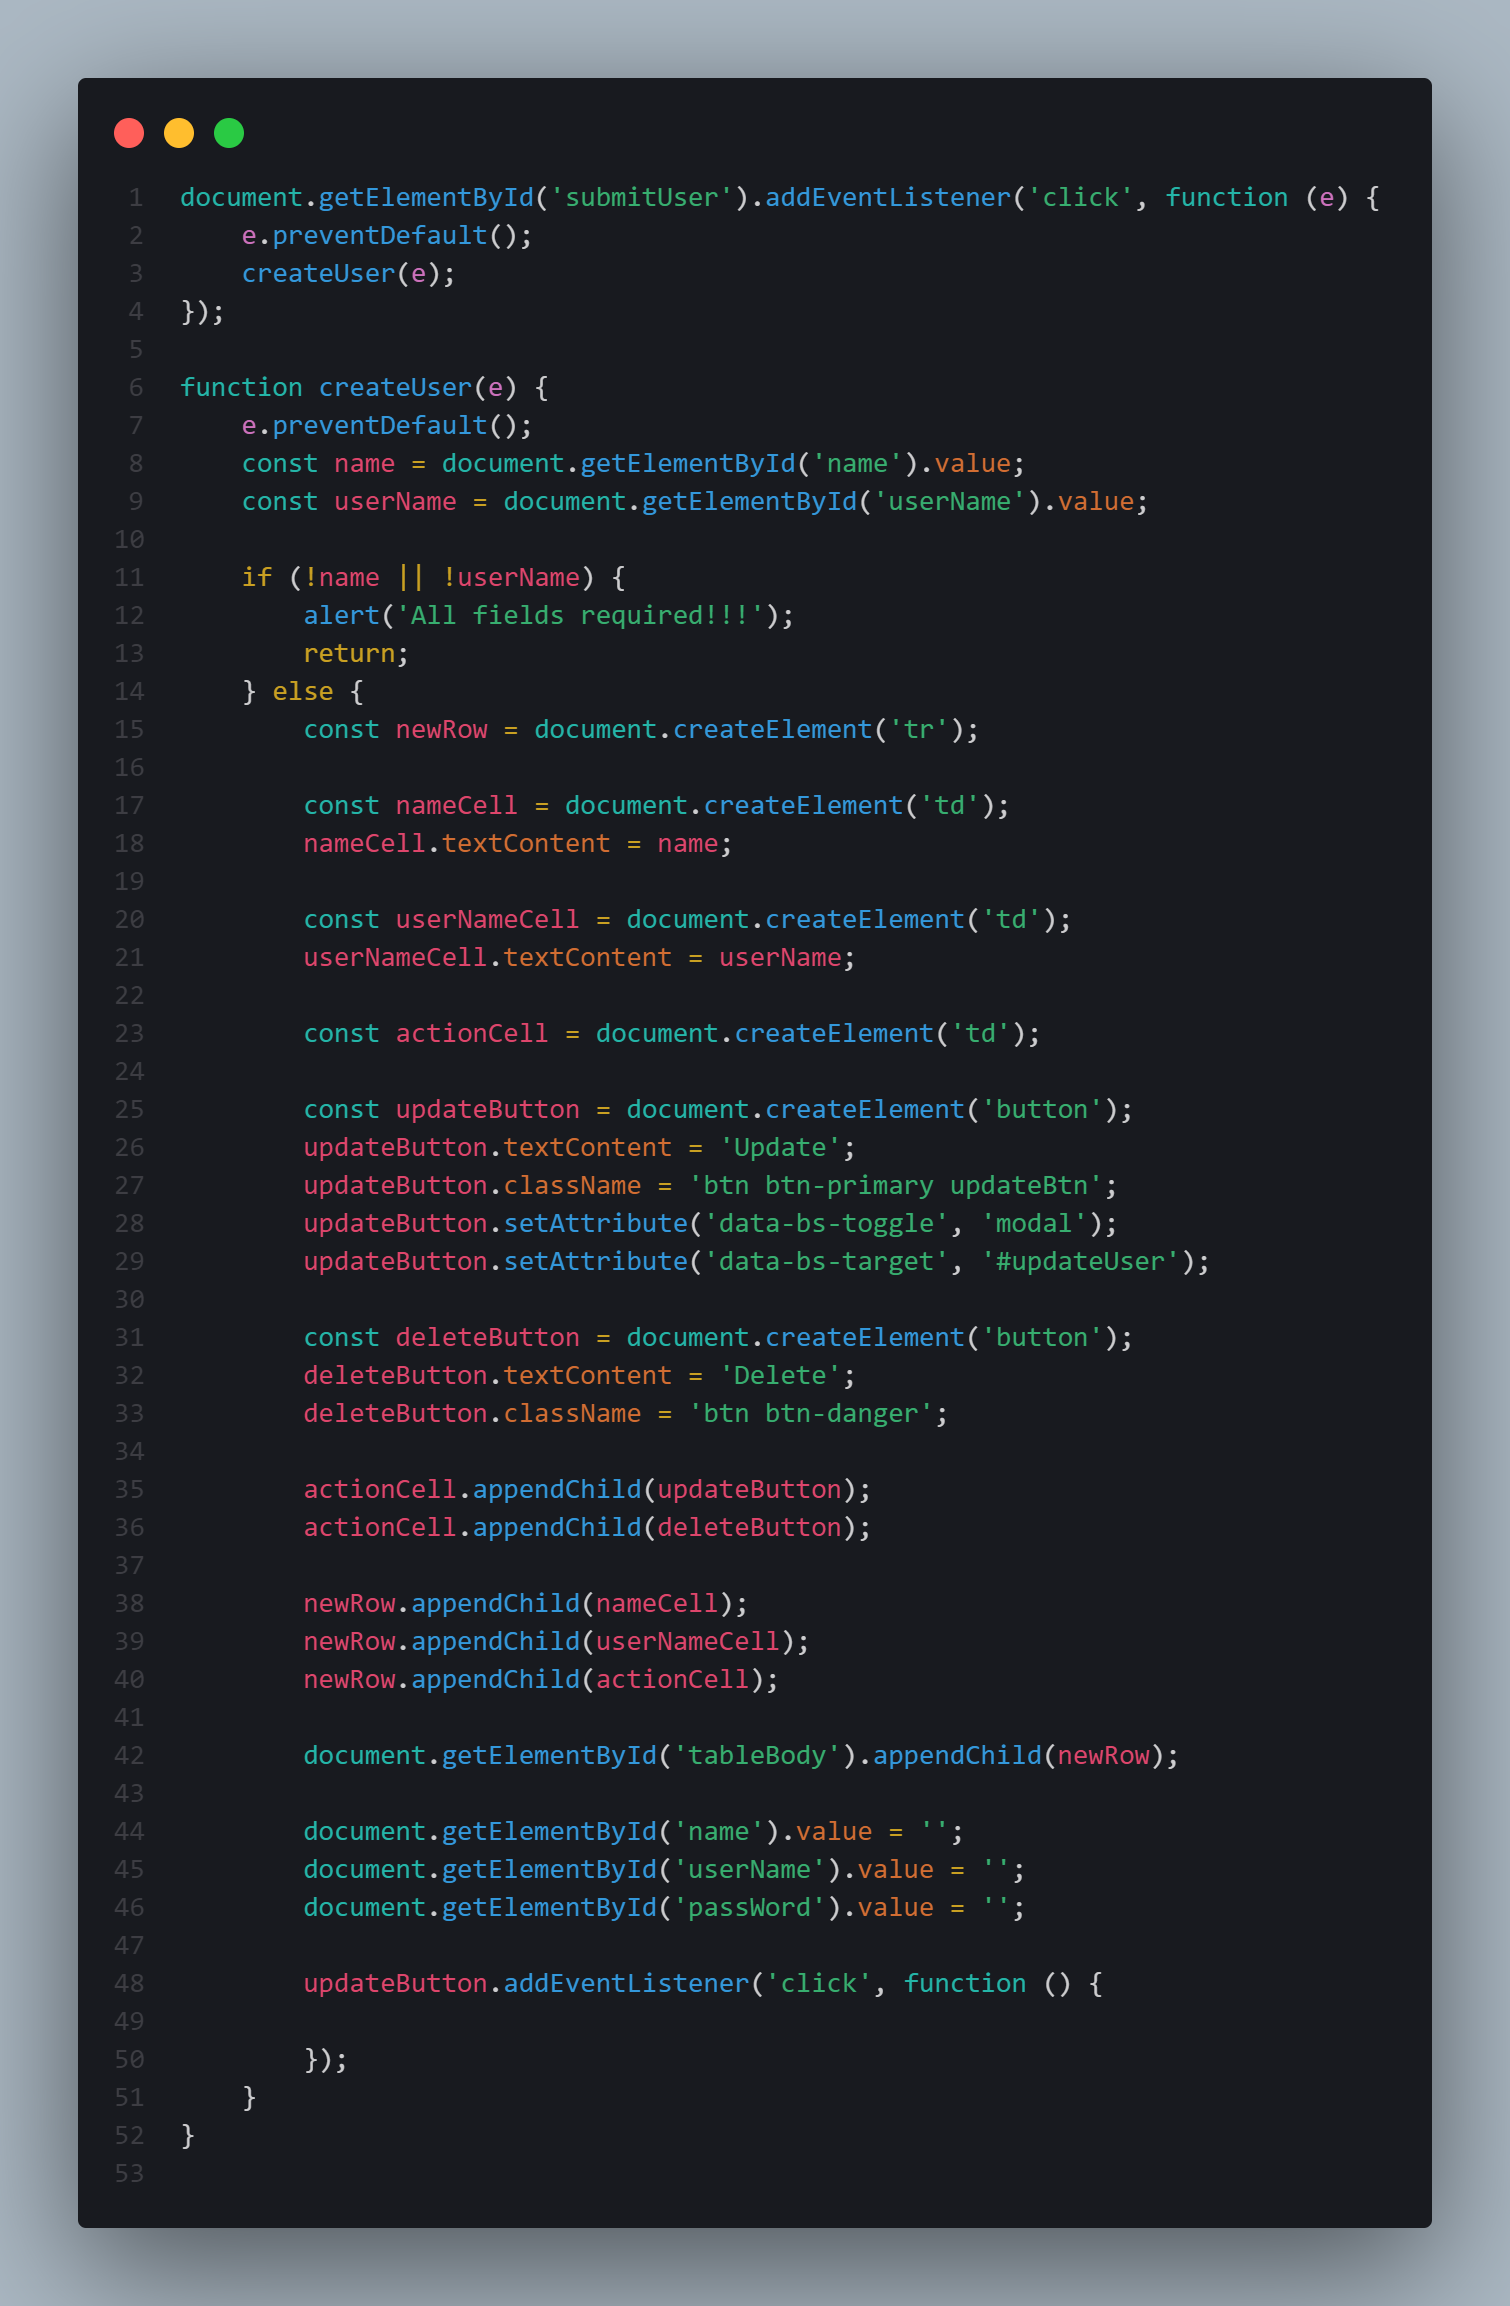 1 document.getElementById('submitUser').addEventListener('click', function (e) {
2     e.preventDefault();
3     createUser(e);
4 });
5
6 function createUser(e) {
7     e.preventDefault();
8     const name = document.getElementById('name').value;
9     const userName = document.getElementById('userName').value;
10
11     if (!name || !userName) {
12         alert('All fields required!!!');
13         return;
14     } else {
15         const newRow = document.createElement('tr');
16
17         const nameCell = document.createElement('td');
18         nameCell.textContent = name;
19
20         const userNameCell = document.createElement('td');
21         userNameCell.textContent = userName;
22
23         const actionCell = document.createElement('td');
24
25         const updateButton = document.createElement('button');
26         updateButton.textContent = 'Update';
27         updateButton.className = 'btn btn-primary updateBtn';
28         updateButton.setAttribute('data-bs-toggle', 'modal');
29         updateButton.setAttribute('data-bs-target', '#updateUser');
30
31         const deleteButton = document.createElement('button');
32         deleteButton.textContent = 'Delete';
33         deleteButton.className = 'btn btn-danger';
34
35         actionCell.appendChild(updateButton);
36         actionCell.appendChild(deleteButton);
37
38         newRow.appendChild(nameCell);
39         newRow.appendChild(userNameCell);
40         newRow.appendChild(actionCell);
41
42         document.getElementById('tableBody').appendChild(newRow);
43
44         document.getElementById('name').value = '';
45         document.getElementById('userName').value = '';
46         document.getElementById('passWord').value = '';
47
48         updateButton.addEventListener('click', function () {
49
50         });
51     }
52 }
53